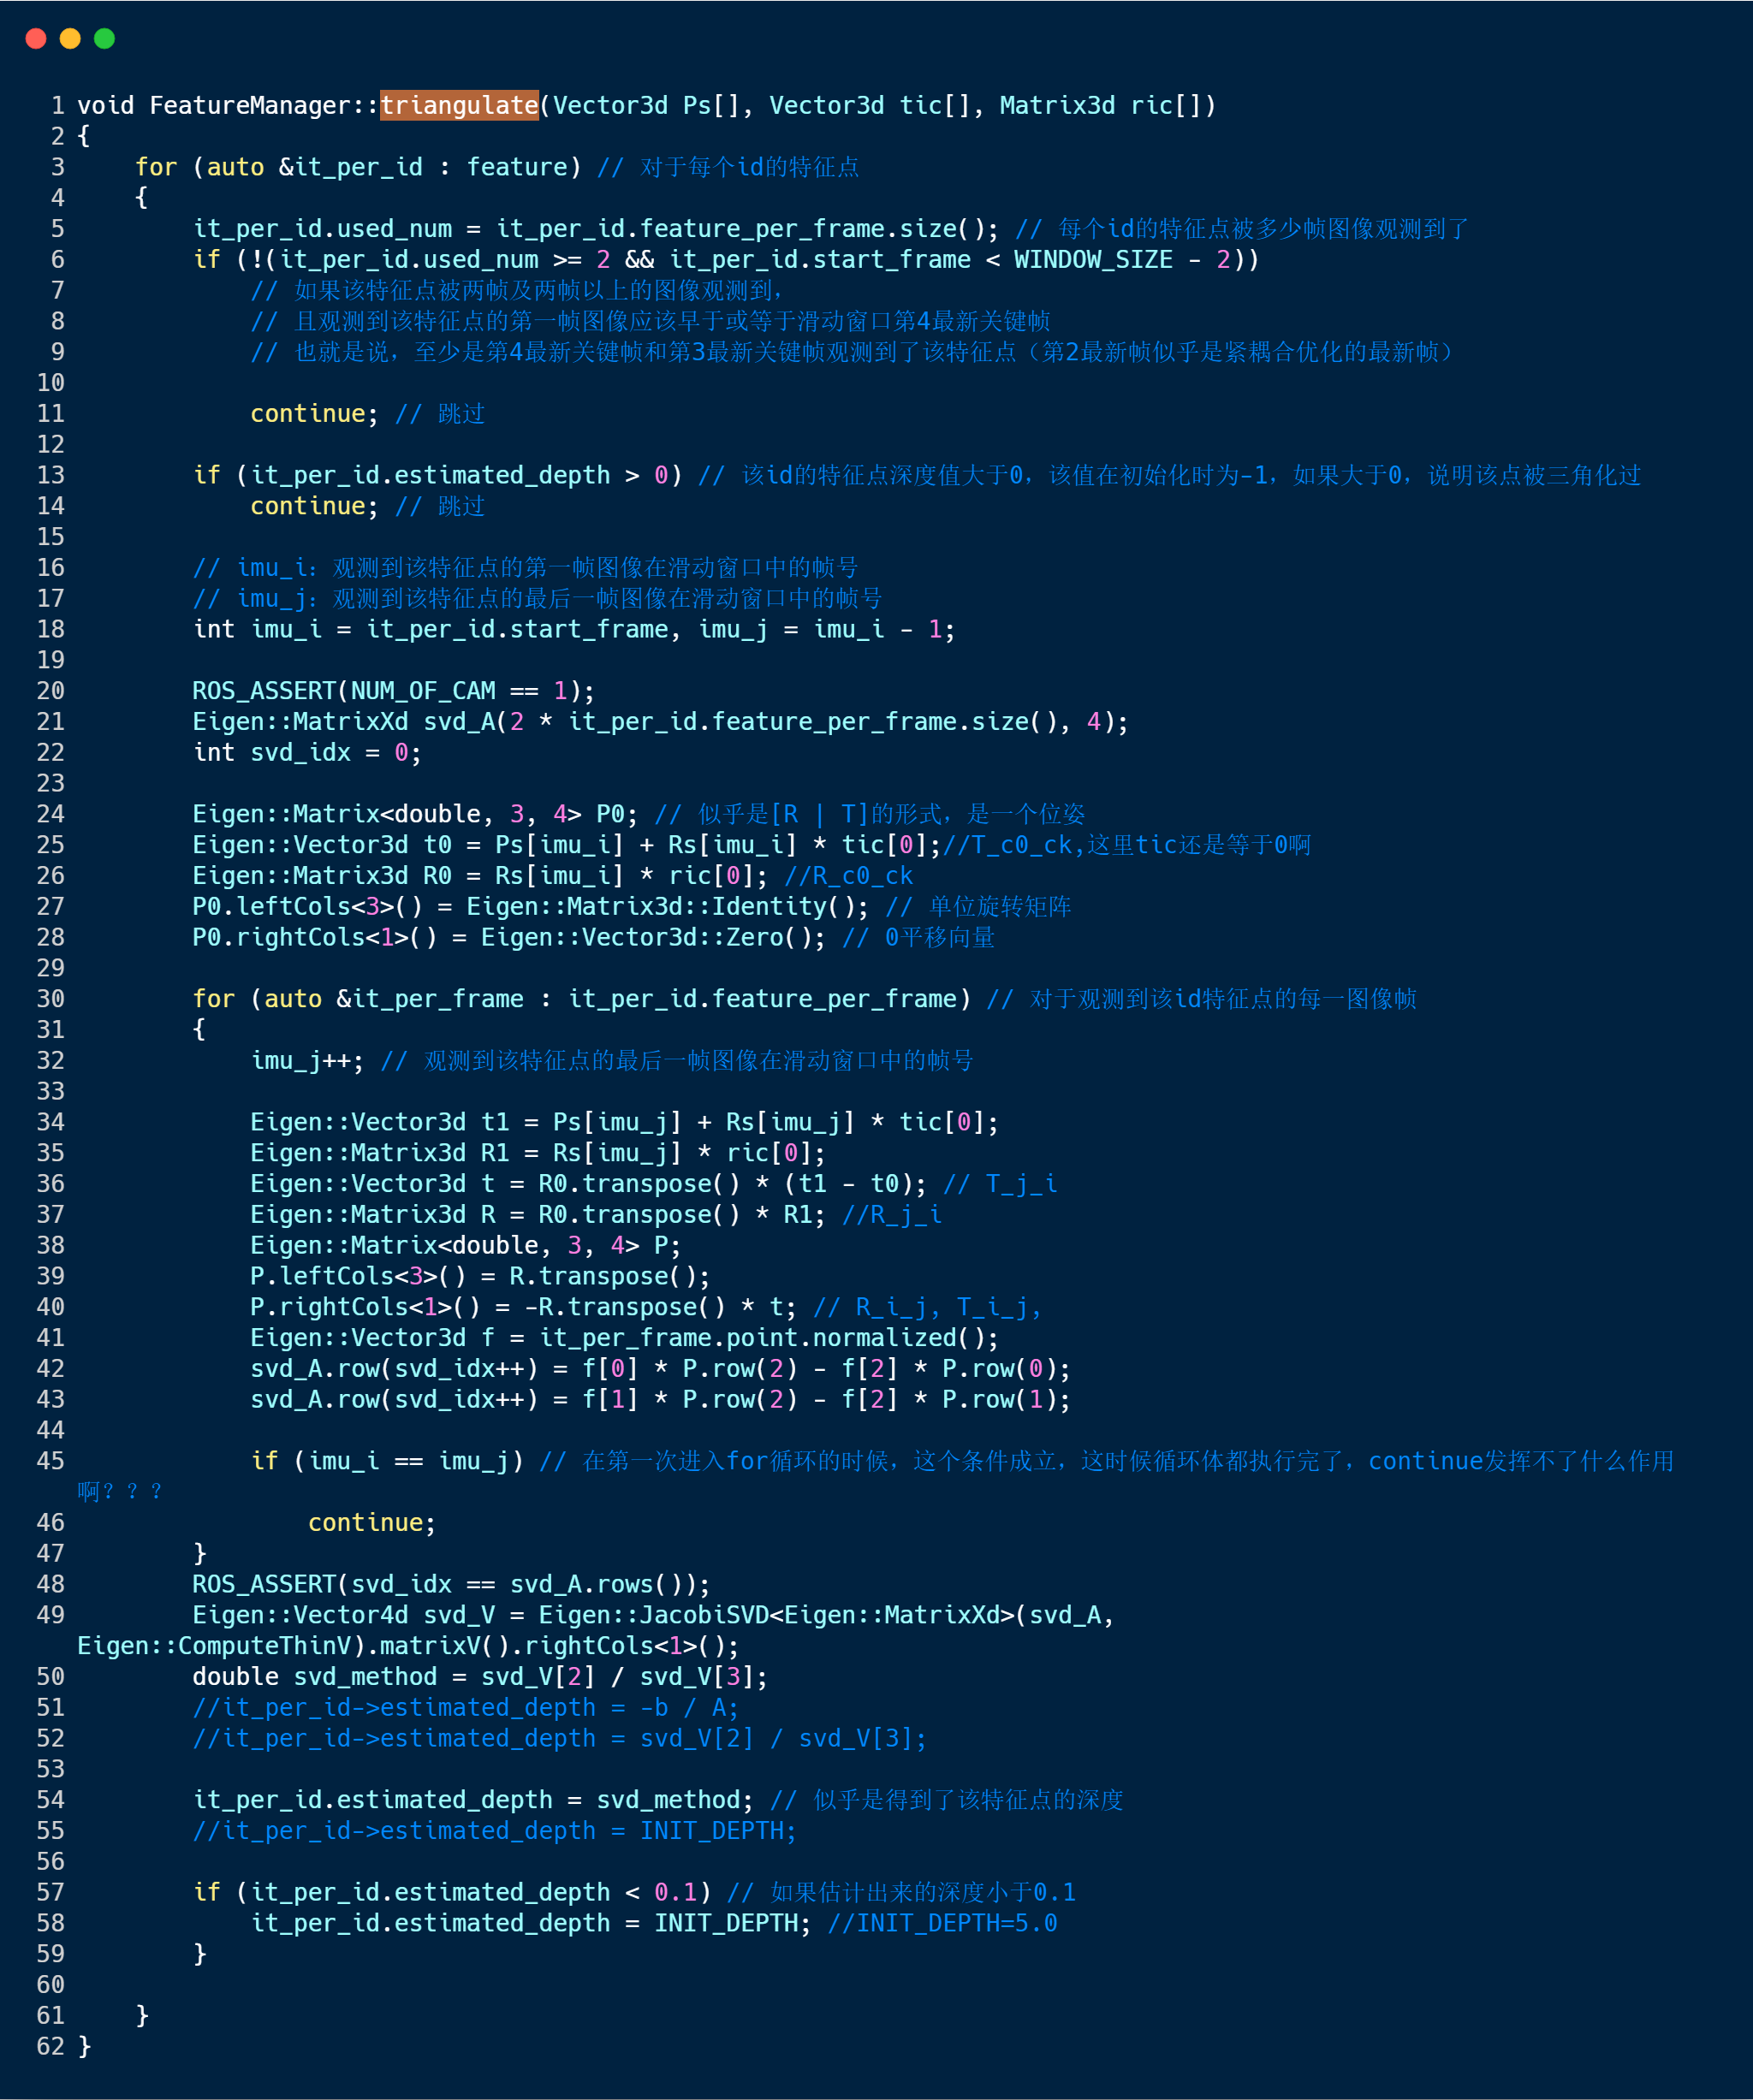 1 void FeatureManager::triangulate(Vector3d Ps[], Vector3d tic[], Matrix3d ric[])
2 {
3     for (auto &it_per_id : feature) // 对于每个id的特征点
4     {
5         it_per_id.used_num = it_per_id.feature_per_frame.size(); // 每个id的特征点被多少帧图像观测到了
6         if (!(it_per_id.used_num >= 2 && it_per_id.start_frame < WINDOW_SIZE - 2))
7             // 如果该特征点被两帧及两帧以上的图像观测到，
8             // 且观测到该特征点的第一帧图像应该早于或等于滑动窗口第4最新关键帧
9             // 也就是说，至少是第4最新关键帧和第3最新关键帧观测到了该特征点（第2最新帧似乎是紧耦合优化的最新帧）
10
11             continue; // 跳过
12
13         if (it_per_id.estimated_depth > 0) // 该id的特征点深度值大于0，该值在初始化时为-1，如果大于0，说明该点被三角化过
14             continue; // 跳过
15
16         // imu_i：观测到该特征点的第一帧图像在滑动窗口中的帧号
17         // imu_j：观测到该特征点的最后一帧图像在滑动窗口中的帧号
18         int imu_i = it_per_id.start_frame, imu_j = imu_i - 1;
19
20         ROS_ASSERT(NUM_OF_CAM == 1);
21         Eigen::MatrixXd svd_A(2 * it_per_id.feature_per_frame.size(), 4);
22         int svd_idx = 0;
23
24         Eigen::Matrix<double, 3, 4> P0; // 似乎是[R | T]的形式，是一个位姿
25         Eigen::Vector3d t0 = Ps[imu_i] + Rs[imu_i] * tic[0];//T_c0_ck,这里tic还是等于0啊
26         Eigen::Matrix3d R0 = Rs[imu_i] * ric[0]; //R_c0_ck
27         P0.leftCols<3>() = Eigen::Matrix3d::Identity(); // 单位旋转矩阵
28         P0.rightCols<1>() = Eigen::Vector3d::Zero(); // 0平移向量
29
30         for (auto &it_per_frame : it_per_id.feature_per_frame) // 对于观测到该id特征点的每一图像帧
31         {
32             imu_j++; // 观测到该特征点的最后一帧图像在滑动窗口中的帧号
33
34             Eigen::Vector3d t1 = Ps[imu_j] + Rs[imu_j] * tic[0];
35             Eigen::Matrix3d R1 = Rs[imu_j] * ric[0];
36             Eigen::Vector3d t = R0.transpose() * (t1 - t0); // T_j_i
37             Eigen::Matrix3d R = R0.transpose() * R1; //R_j_i
38             Eigen::Matrix<double, 3, 4> P;
39             P.leftCols<3>() = R.transpose();
40             P.rightCols<1>() = -R.transpose() * t; // R_i_j, T_i_j,
41             Eigen::Vector3d f = it_per_frame.point.normalized();
42             svd_A.row(svd_idx++) = f[0] * P.row(2) - f[2] * P.row(0);
43             svd_A.row(svd_idx++) = f[1] * P.row(2) - f[2] * P.row(1);
44
45             if (imu_i == imu_j) // 在第一次进入for循环的时候，这个条件成立，这时候循环体都执行完了，continue发挥不了什么作用
啊？？？
46                 continue;
47         }
48         ROS_ASSERT(svd_idx == svd_A.rows());
49         Eigen::Vector4d svd_V = Eigen::JacobiSVD<Eigen::MatrixXd>(svd_A,
Eigen::ComputeThinV).matrixV().rightCols<1>();
50         double svd_method = svd_V[2] / svd_V[3];
51         //it_per_id->estimated_depth = -b / A;
52         //it_per_id->estimated_depth = svd_V[2] / svd_V[3];
53
54         it_per_id.estimated_depth = svd_method; // 似乎是得到了该特征点的深度
55         //it_per_id->estimated_depth = INIT_DEPTH;
56
57         if (it_per_id.estimated_depth < 0.1) // 如果估计出来的深度小于0.1
58             it_per_id.estimated_depth = INIT_DEPTH; //INIT_DEPTH=5.0
59         }
60
61     }
62 }